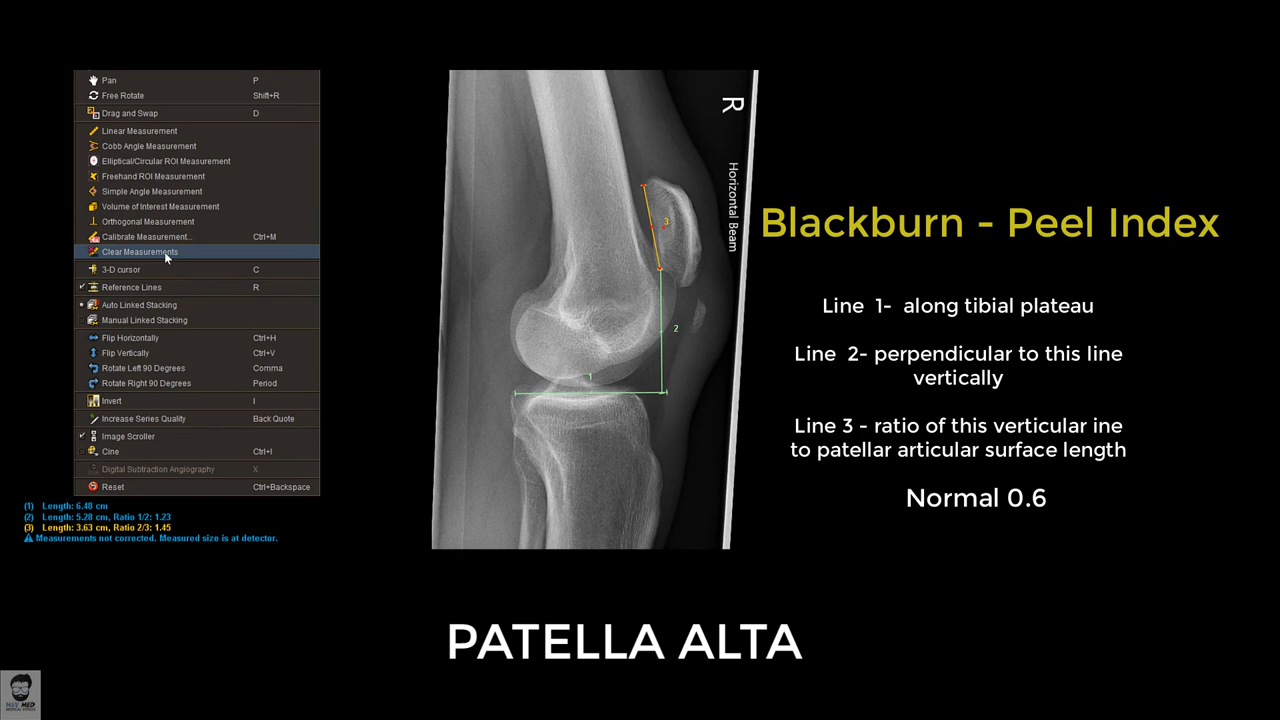 Pan P
Free Rotate Shift+R
Drag and Swap D
Linear Measurement
Cobb Angle Measurement
Elliptical/Circular ROI Measurement
Freehand ROI Measurement
Simple Angle Measurement
Volume of Interest Measurement
Orthogonal Measurement
Calibrate Measurement... Ctrl+M
Clear Measurements
3-D cursor C
Reference Lines R
Auto Linked Stacking
Manual Linked Stacking
Flip Horizontally Ctrl+H
Flip Vertically Ctrl+V
Rotate Left 90 Degrees Comma
Rotate Right 90 Degrees Period
Invert I
Increase Series Quality Back Quote
Image Scroller
Cine Ctrl+I
Digital Subtraction Angiography X
Reset Ctrl+Backspace
(1) Length: 6.48 cm
(2) Length: 5.28 cm, Ratio 1/2: 1.23
(3) Length: 3.63 cm, Ratio 2/3: 1.45
Measurements not corrected. Measured size is at detector.
R
Horizontal Beam
3
2
1
Blackburn - Peel Index
Line 1- along tibial plateau
Line 2- perpendicular to this line
vertically
Line 3 - ratio of this verticular ine
to patellar articular surface length
Normal 0.6
PATELLA ALTA
NAV MED